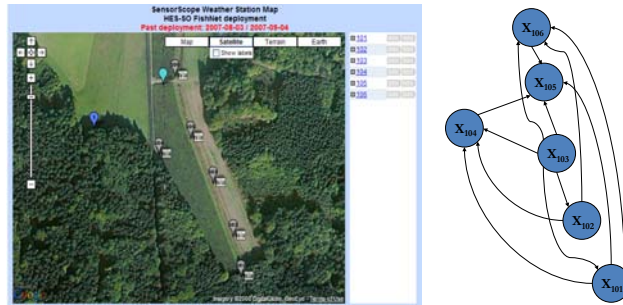 SensorScope Weather Station Map
HES-SO FishNet deployment
Past deployment: 2007-08-03 / 2007-09-04
Map Satellite Terrain Earth
Show labels
101
102
103
104
105
106
X106
X105
X104
X103
X102
X101